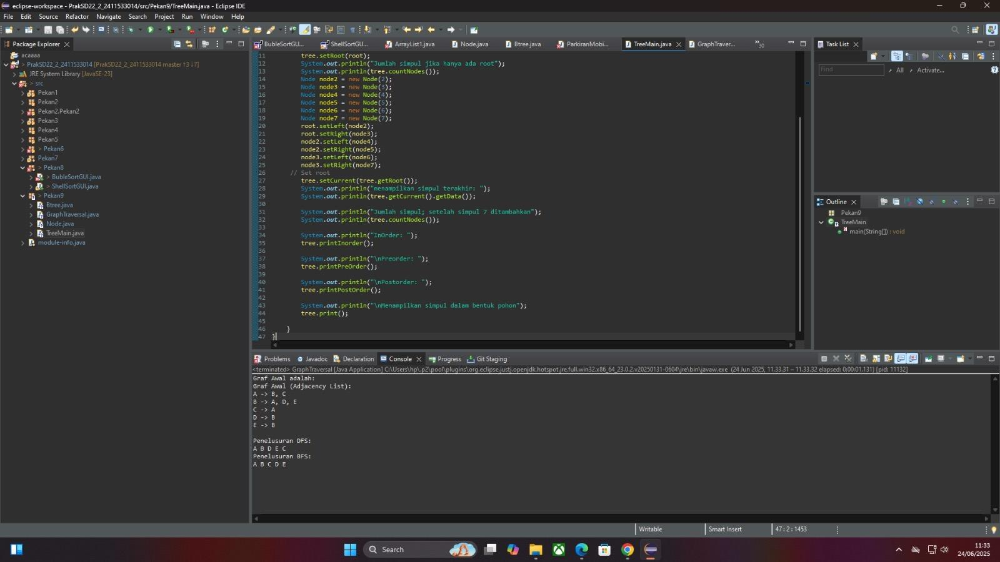 eclipse-workspace - PrakSD22_2_2411533014/src/Pekan9/TreeMain.java - Eclipse IDE
File Edit Source Refactor Navigate Search Project Run Window Help
Package Explorer
acaaaa
> PrakSD22_2_2411533014 [PrakSD22_2_2411533014 master ↑3 ↓7]
JRE System Library [JavaSE-23]
> src
Pekan1
Pekan2
Pekan2.Pekan2
Pekan3
Pekan4
Pekan5
> Pekan6
Pekan7
> Pekan8
> BubleSortGUI.java
> ShellSortGUI.java
> Pekan9
Btree.java
GraphTraversal.java
Node.java
TreeMain.java
module-info.java
BubleSortGU... ShellSortGU... ArrayList1.java Node.java Btree.java ParkiranMobi... TreeMain.java GraphTraver... »30
11 tree.setRoot(root);
12 System.out.println("Jumlah simpul jika hanya ada root");
13 System.out.println(tree.countNodes());
14 Node node2 = new Node(2);
15 Node node3 = new Node(3);
16 Node node4 = new Node(4);
17 Node node5 = new Node(5);
18 Node node6 = new Node(6);
19 Node node7 = new Node(7);
20 root.setLeft(node2);
21 root.setRight(node3);
22 node2.setLeft(node4);
23 node2.setRight(node5);
24 node3.setLeft(node6);
25 node3.setRight(node7);
26 // Set root
27 tree.setCurrent(tree.getRoot());
28 System.out.println("menampilkan simpul terakhir: ");
29 System.out.println(tree.getCurrent().getData());
30
31 System.out.println("Jumlah simpul; setelah simpul 7 ditambahkan");
32 System.out.println(tree.countNodes());
33
34 System.out.println("InOrder: ");
35 tree.printInorder();
36
37 System.out.println("\nPreorder: ");
38 tree.printPreOrder();
39
40 System.out.println("\nPostorder: ");
41 tree.printPostOrder();
42
43 System.out.println("\nMenampilkan simpul dalam bentuk pohon");
44 tree.print();
45
46 }
47 }
Task List
Find All Activate...
Outline
Pekan9
TreeMain
main(String[]) : void
Problems Javadoc Declaration Console Progress Git Staging
<terminated> GraphTraversal [Java Application] C:\Users\hp\.p2\pool\plugins\org.eclipse.justj.openjdk.hotspot.jre.full.win32.x86_64_23.0.2.v20250131-0604\jre\bin\javaw.exe (24 Jun 2025, 11.33.31 – 11.33.32 elapsed: 0:00:01.131) [pid: 11132]
Graf Awal adalah:
Graf Awal (Adjacency List):
A -> B, C
B -> A, D, E
C -> A
D -> B
E -> B
Penelusuran DFS:
A B D E C
Penelusuran BFS:
A B C D E
Writable Smart Insert 47 : 2 : 1453
Search
11:33
24/06/2025